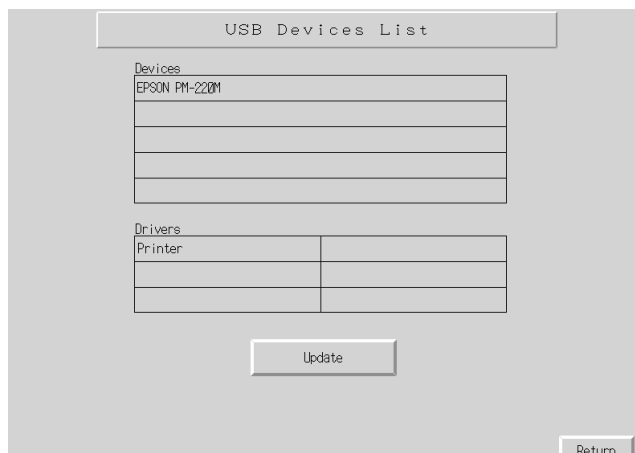 USB Devices List
Devices
EPSON PM-220M
Drivers
Printer
Update
Return